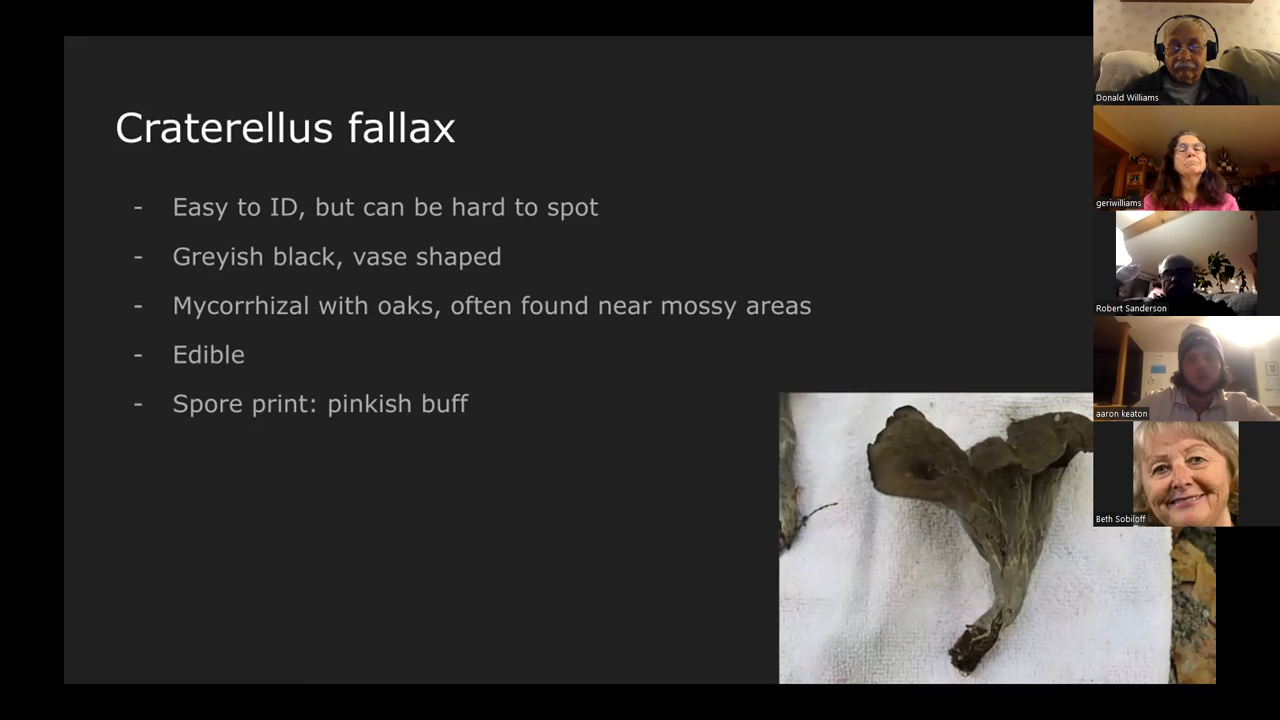 Craterellus fallax
- Easy to ID, but can be hard to spot
- Greyish black, vase shaped
- Mycorrhizal with oaks, often found near mossy areas
- Edible
- Spore print: pinkish buff
Donald Williams
geriwilliams
Robert Sanderson
aaron keaton
Beth Sobiloff